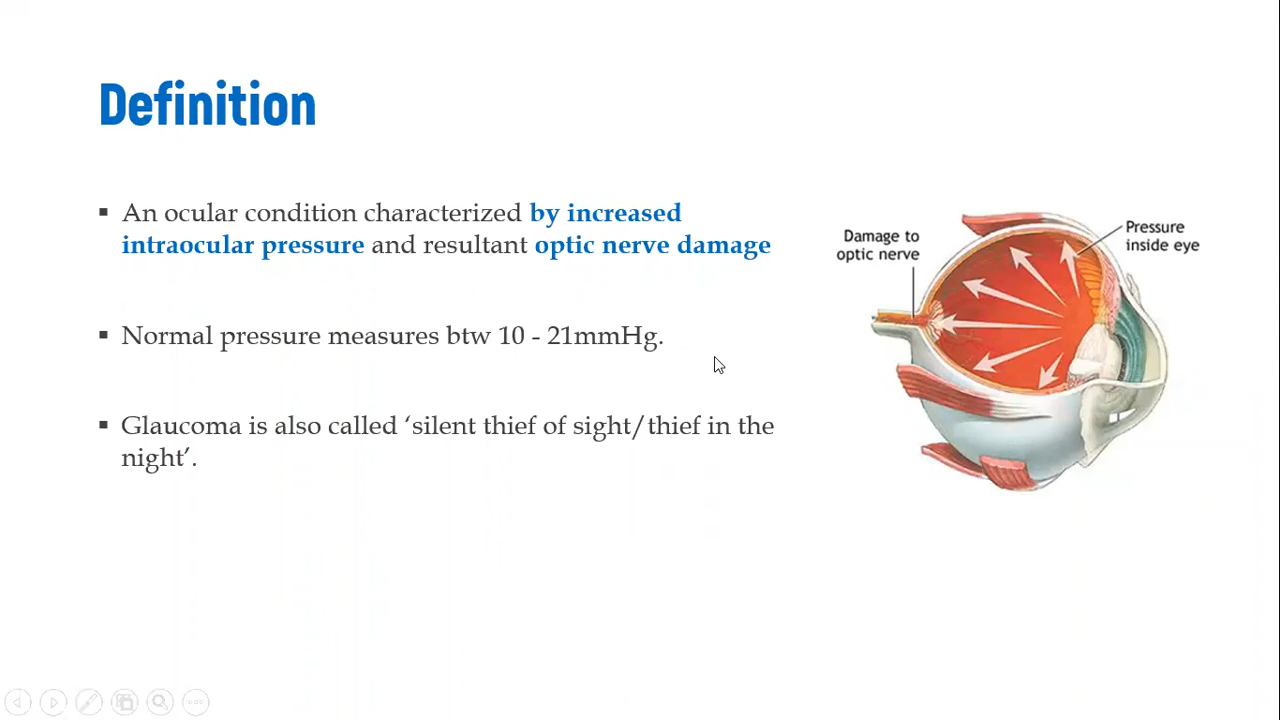 Definition
▪ An ocular condition characterized by increased
intraocular pressure and resultant optic nerve damage
▪ Normal pressure measures btw 10 - 21mmHg.
▪ Glaucoma is also called ‘silent thief of sight/thief in the
night’.
Damage to
optic nerve
Pressure
inside eye